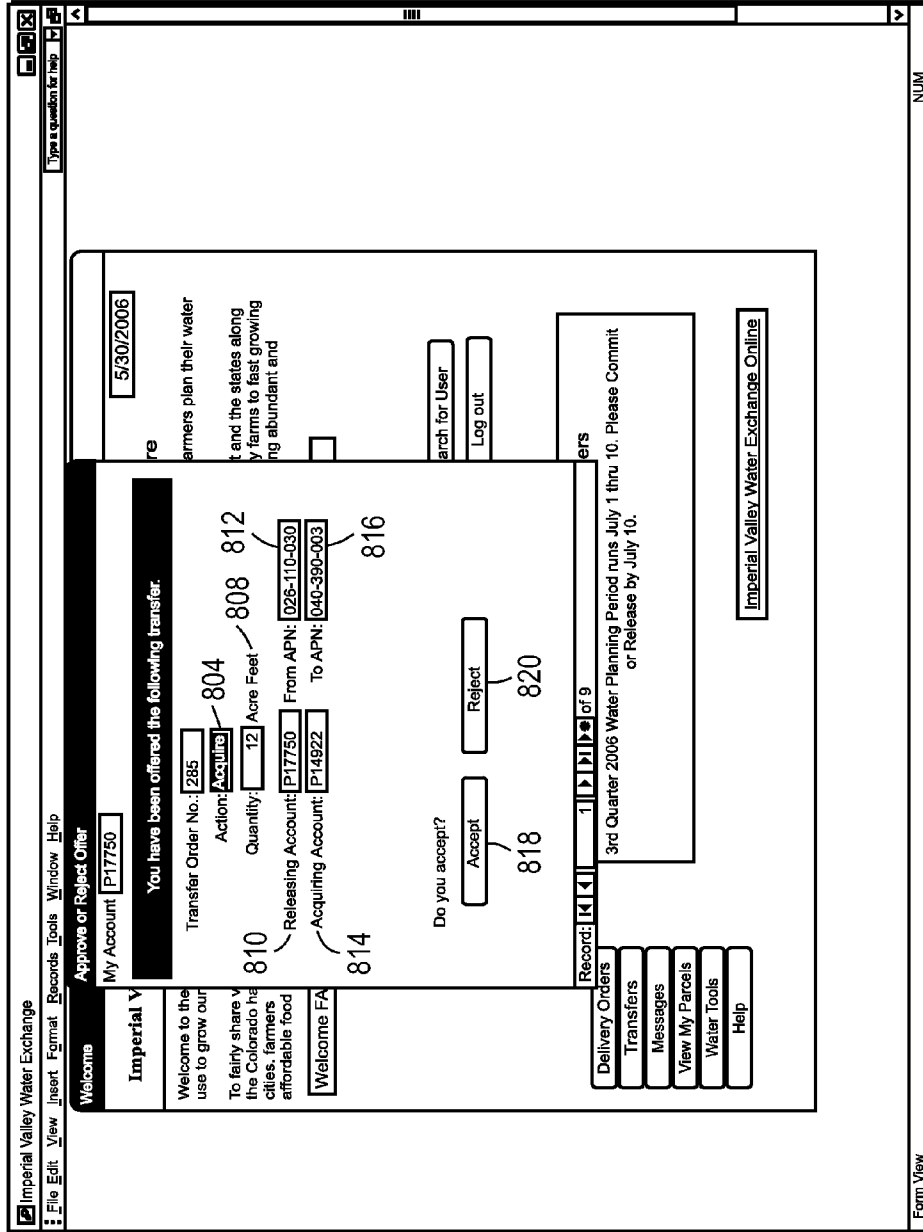 Imperial Valley Water Exchange
File Edit View Insert Format Records Tools Window Help
Type a question for help
Welcome
Approve or Reject Offer
My Account P17750
5/30/2006
Imperial V
re
You have been offered the following transfer.
Welcome to the
armers plan their water
use to grow our
Transfer Order No.: 285
Action: Acquire
804
To fairly share v
t and the states along
the Colorado ha
y farms to fast growing
cities, farmers
ng abundant and
affordable food
Quantity: 12 Acre Feet
808
812
810
Releasing Account: P17750 From APN: 026-110-030
Acquiring Account: P14922 To APN: 040-390-003
814
816
Welcome FA
Do you accept?
arch for User
Accept
Reject
Log out
818
820
Record: 1 of 9
ers
Delivery Orders
Transfers
Messages
View My Parcels
Water Tools
Help
3rd Quarter 2006 Water Planning Period runs July 1 thru 10. Please Commit
or Release by July 10.
Imperial Valley Water Exchange Online
Form View
NUM